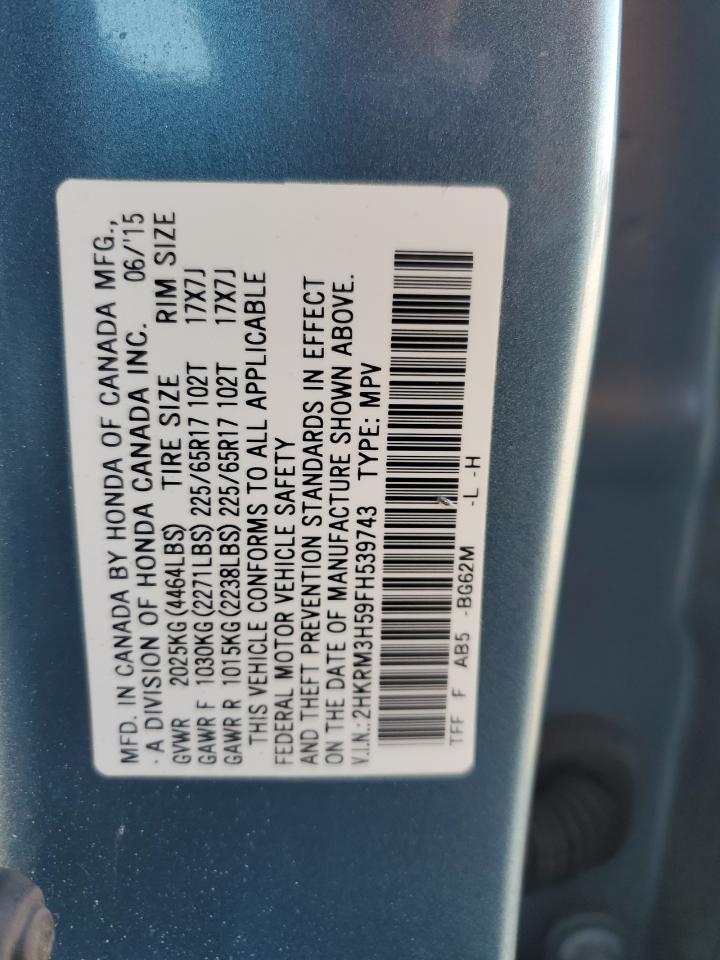 MFD. IN CANADA BY HONDA OF CANADA MFG.,
· A DIVISION OF HONDA CANADA INC. 06/'15
GVWR 2025KG (4464LBS) TIRE SIZE RIM SIZE
GAWR F 1030KG (2271LBS) 225/65R17 102T 17X7J
GAWR R 1015KG (2238LBS) 225/65R17 102T 17X7J
THIS VEHICLE CONFORMS TO ALL APPLICABLE
FEDERAL MOTOR VEHICLE SAFETY
AND THEFT PREVENTION STANDARDS IN EFFECT
ON THE DATE OF MANUFACTURE SHOWN ABOVE.
V.I.N.: 2HKRM3H59FH539743 TYPE: MPV
TFF F AB5 -BG62M -L -H